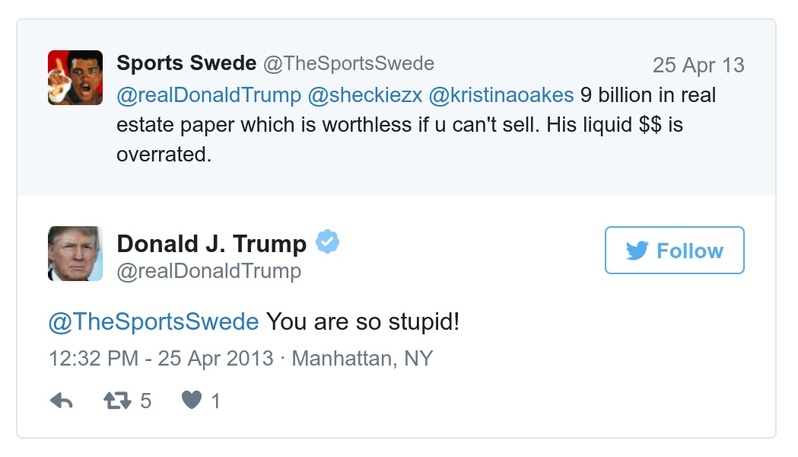 Sports Swede @TheSportsSwede 25 Apr 13
@realDonaldTrump @sheckiezx @kristinaoakes 9 billion in real
estate paper which is worthless if u can't sell. His liquid $$ is
overrated.
Donald J. Trump
@realDonaldTrump
Follow
@TheSportsSwede You are so stupid!
12:32 PM - 25 Apr 2013 · Manhattan, NY
5 1